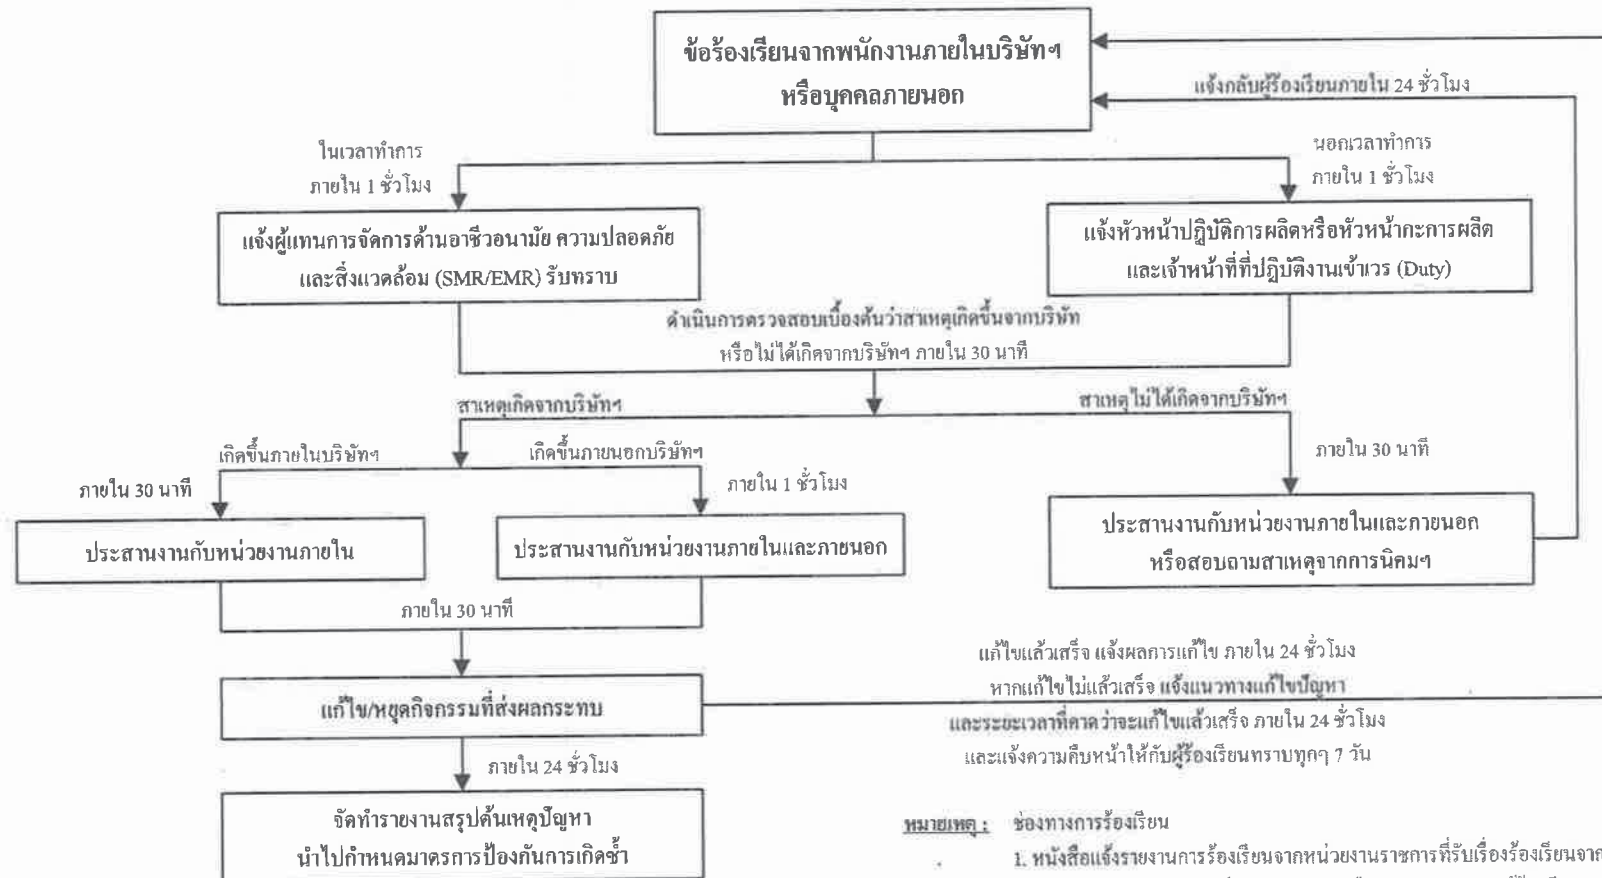 ข้อร้องเรียนจากพนักงานภายในบริษัทฯ
หรือบุคคลภายนอก
แจ้งกลับผู้ร้องเรียนภายใน 24 ชั่วโมง
ในเวลาทำการ
ภายใน 1 ชั่วโมง
นอกเวลาทำการ
ภายใน 1 ชั่วโมง
แจ้งผู้แทนการจัดการด้านอาชีวอนามัย ความปลอดภัย
และสิ่งแวดล้อม (SMR/EMR) รับทราบ
แจ้งหัวหน้าปฏิบัติการผลิตหรือหัวหน้ากะการผลิต
และเจ้าหน้าที่ที่ปฏิบัติงานเข้าเวร (Duty)
ดำเนินการตรวจสอบเบื้องต้นว่าสาเหตุเกิดขึ้นจากบริษัท
หรือไม่ได้เกิดจากบริษัทฯ ภายใน 30 นาที
สาเหตุเกิดจากบริษัทฯ
สาเหตุไม่ได้เกิดจากบริษัทฯ
เกิดขึ้นภายในบริษัทฯ
เกิดขึ้นภายนอกบริษัทฯ
ภายใน 30 นาที
ภายใน 1 ชั่วโมง
ภายใน 30 นาที
ประสานงานกับหน่วยงานภายใน
ประสานงานกับหน่วยงานภายในและภายนอก
ประสานงานกับหน่วยงานภายในและภายนอก
หรือสอบถามสาเหตุจากการนิคมฯ
ภายใน 30 นาที
แก้ไข/หยุดกิจกรรมที่ส่งผลกระทบ
แก้ไขแล้วเสร็จ แจ้งผลการแก้ไข ภายใน 24 ชั่วโมง
หากแก้ไขไม่แล้วเสร็จ แจ้งแนวทางแก้ไขปัญหา
และระยะเวลาที่คาดว่าจะแก้ไขแล้วเสร็จ ภายใน 24 ชั่วโมง
และแจ้งความคืบหน้าให้กับผู้ร้องเรียนทราบทุกๆ 7 วัน
ภายใน 24 ชั่วโมง
จัดทำรายงานสรุปต้นเหตุปัญหา
นำไปกำหนดมาตรการป้องกันการเกิดซ้ำ
หมายเหตุ : ช่องทางการร้องเรียน
1. หนังสือแจ้งรายงานการร้องเรียนจากหน่วยงานราชการที่รับเรื่องร้องเรียนจาก